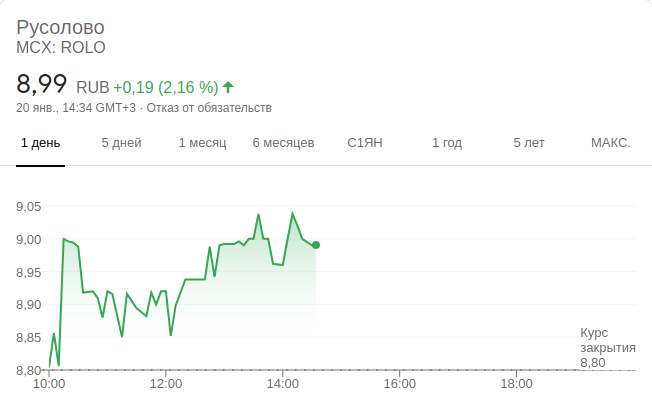 Русолово
MCX: ROLO
8,99 RUB +0,19 (2,16 %)
20 янв., 14:34 GMT+3 · Отказ от обязательств
1 день 5 дней 1 месяц 6 месяцев С1ЯН 1 год 5 лет МАКС.
9,05
9,00
8,95
8,90
8,85
8,80
Курс
закрытия
8,80
10:00 12:00 14:00 16:00 18:00